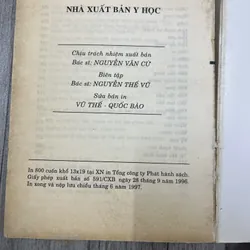 NHÀ XUẤT BẢN Y HỌC
Chịu trách nhiệm xuất bản
Bác sĩ: NGUYỄN VĂN CỪ
Biên tập
Bác sĩ: NGUYỄN THẾ VŨ
Sửa bản in
VŨ THẾ - QUỐC BẢO
In 800 cuốn khổ 13x19 tại XN in Tổng công ty Phát hành sách.
Giấy phép xuất bản số 591/CXB ngày 28 tháng 9 năm 1996.
In xong và nộp lưu chiểu tháng 6 năm 1997.